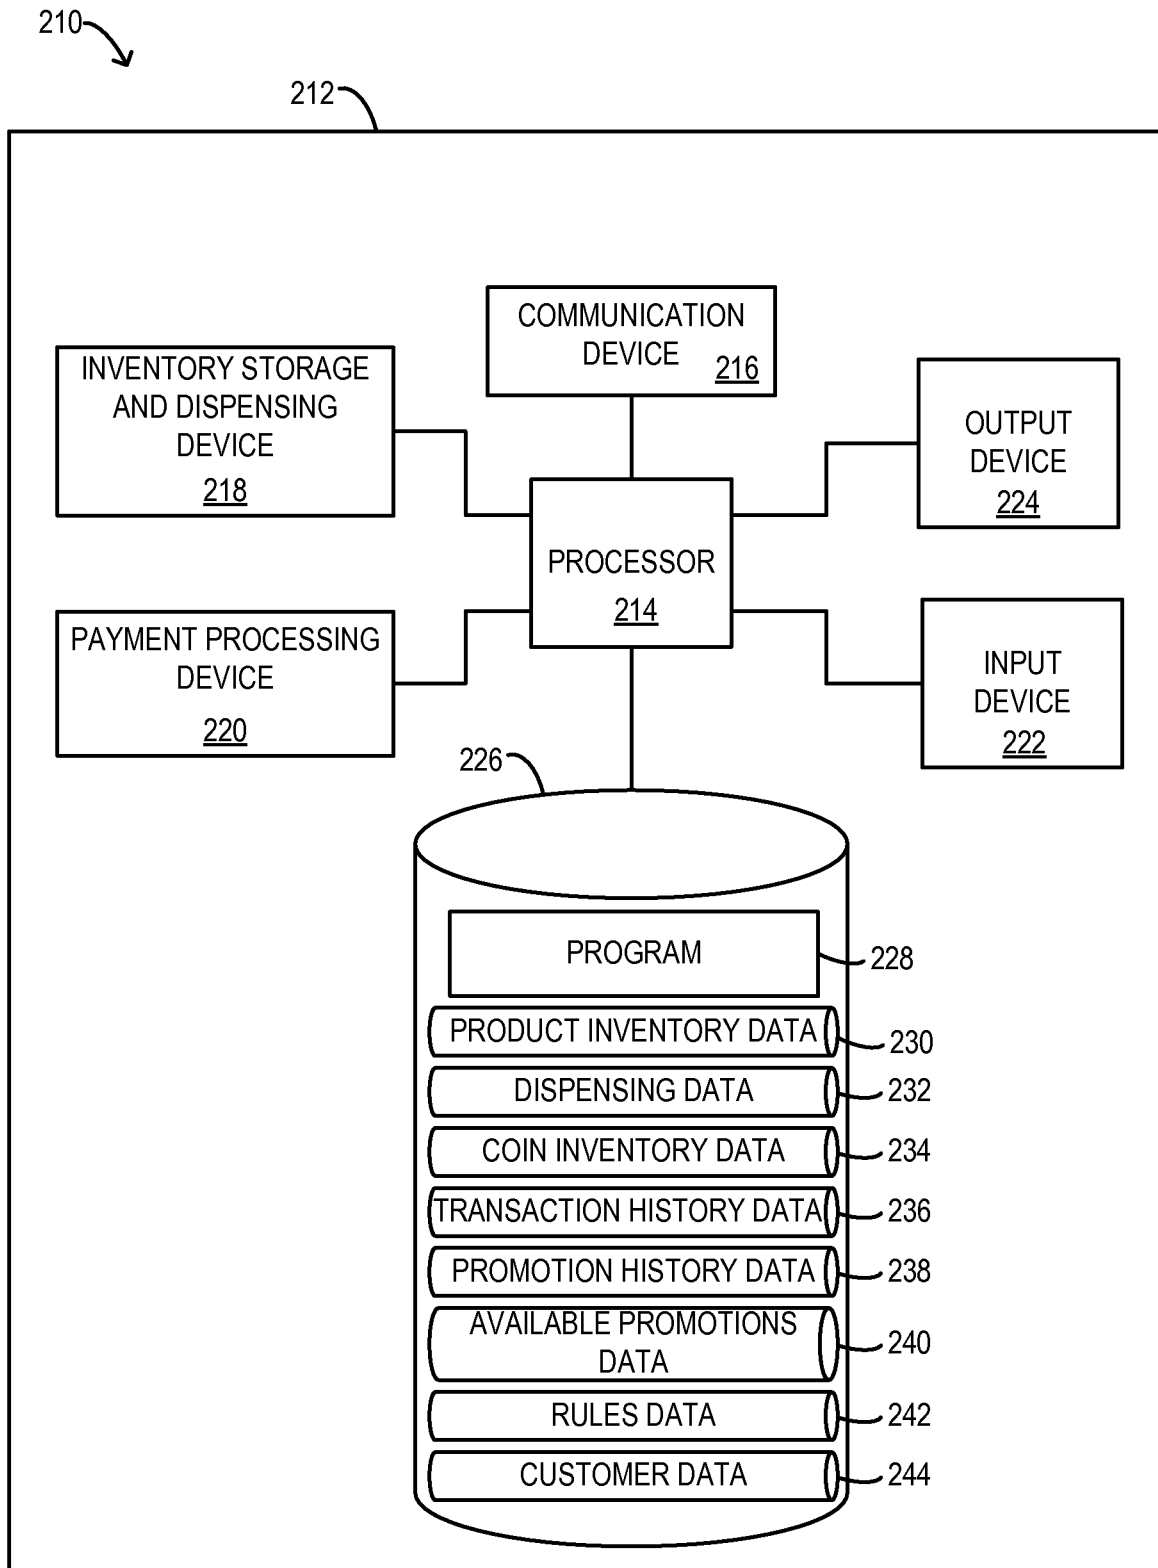 210
212
COMMUNICATION
DEVICE
216
INVENTORY STORAGE
AND DISPENSING
DEVICE
218
OUTPUT
DEVICE
224
PROCESSOR
214
PAYMENT PROCESSING
DEVICE
220
INPUT
DEVICE
222
226
PROGRAM
228
PRODUCT INVENTORY DATA
230
DISPENSING DATA
232
COIN INVENTORY DATA
234
TRANSACTION HISTORY DATA
236
PROMOTION HISTORY DATA
238
AVAILABLE PROMOTIONS
DATA
240
RULES DATA
242
CUSTOMER DATA
244